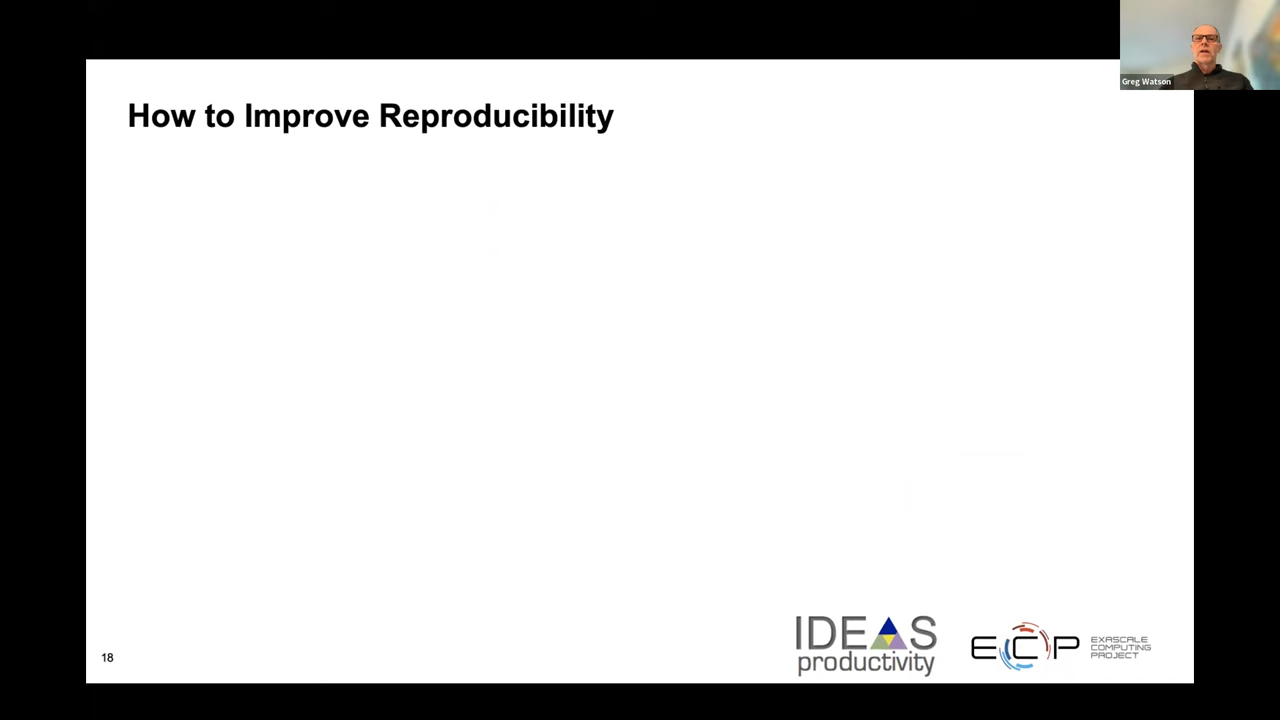 Greg Watson
How to Improve Reproducibility
18
IDEAS
productivity
ECP
EXASCALE
COMPUTING
PROJECT